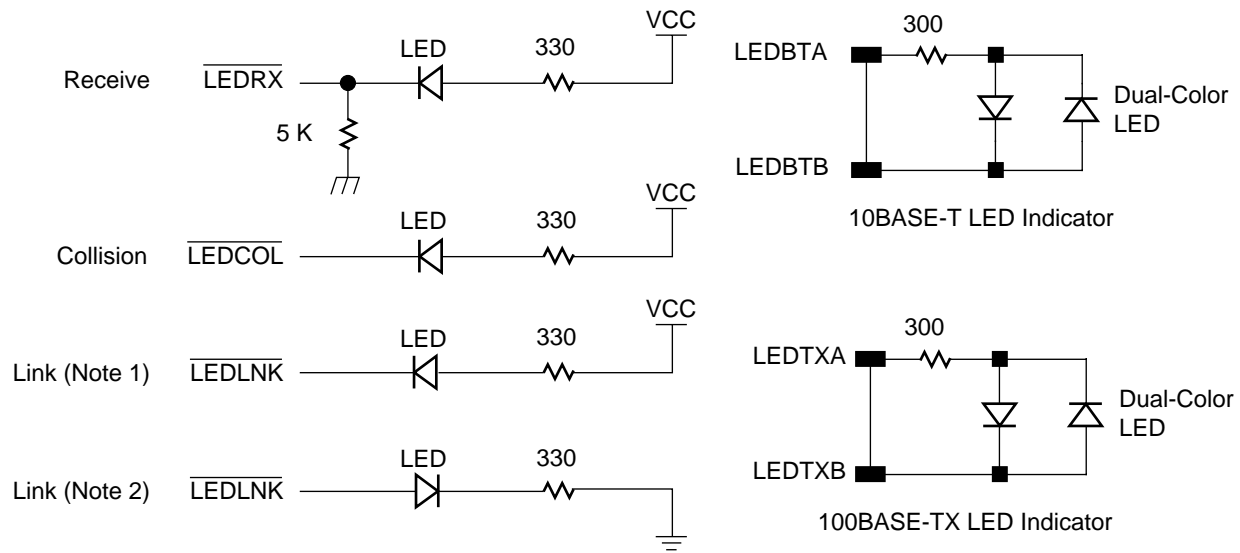 Receive LEDRX LED 330 VCC
5 K
Collision LEDCOL LED 330 VCC
Link (Note 1) LEDLNK LED 330 VCC
Link (Note 2) LEDLNK LED 330
LEDBTA 300
Dual-Color
LED
LEDBTB
10BASE-T LED Indicator
LEDTXA 300
Dual-Color
LED
LEDTXB
100BASE-TX LED Indicator